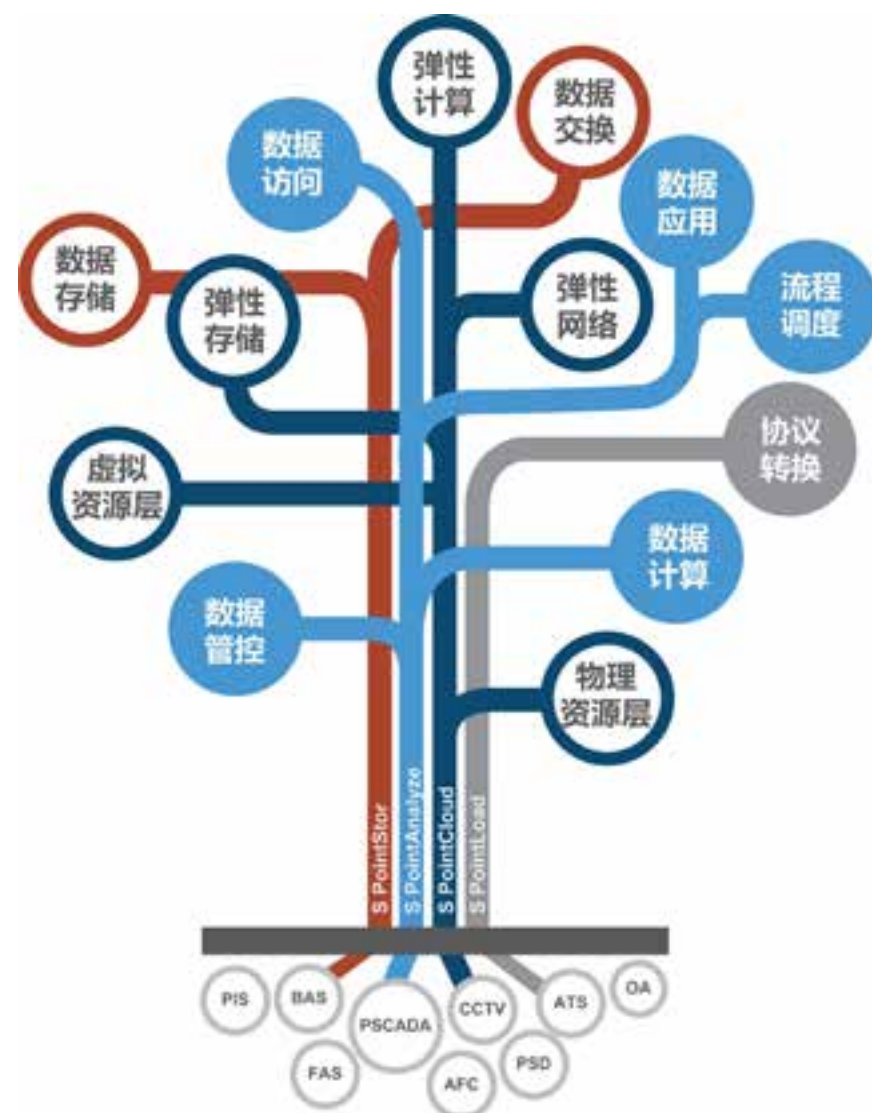 弹性
计算
数据
交换
数据
访问
数据
应用
数据
存储
弹性
存储
弹性
网络
流程
调度
协议
转换
虚拟
资源层
数据
计算
数据
管控
物理
资源层
S PointStor
S PointAnalyze
S PointCloud
S PointLoad
PIS
BAS
PSCADA
CCTV
ATS
OA
FAS
AFC
PSD